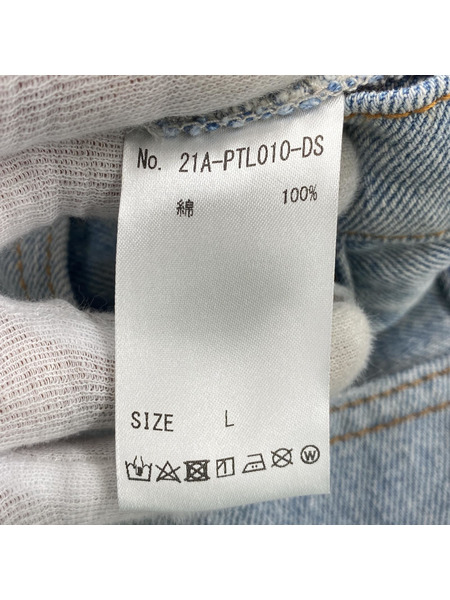 No. 21A-PTL010-DS
綿 100%
SIZE L